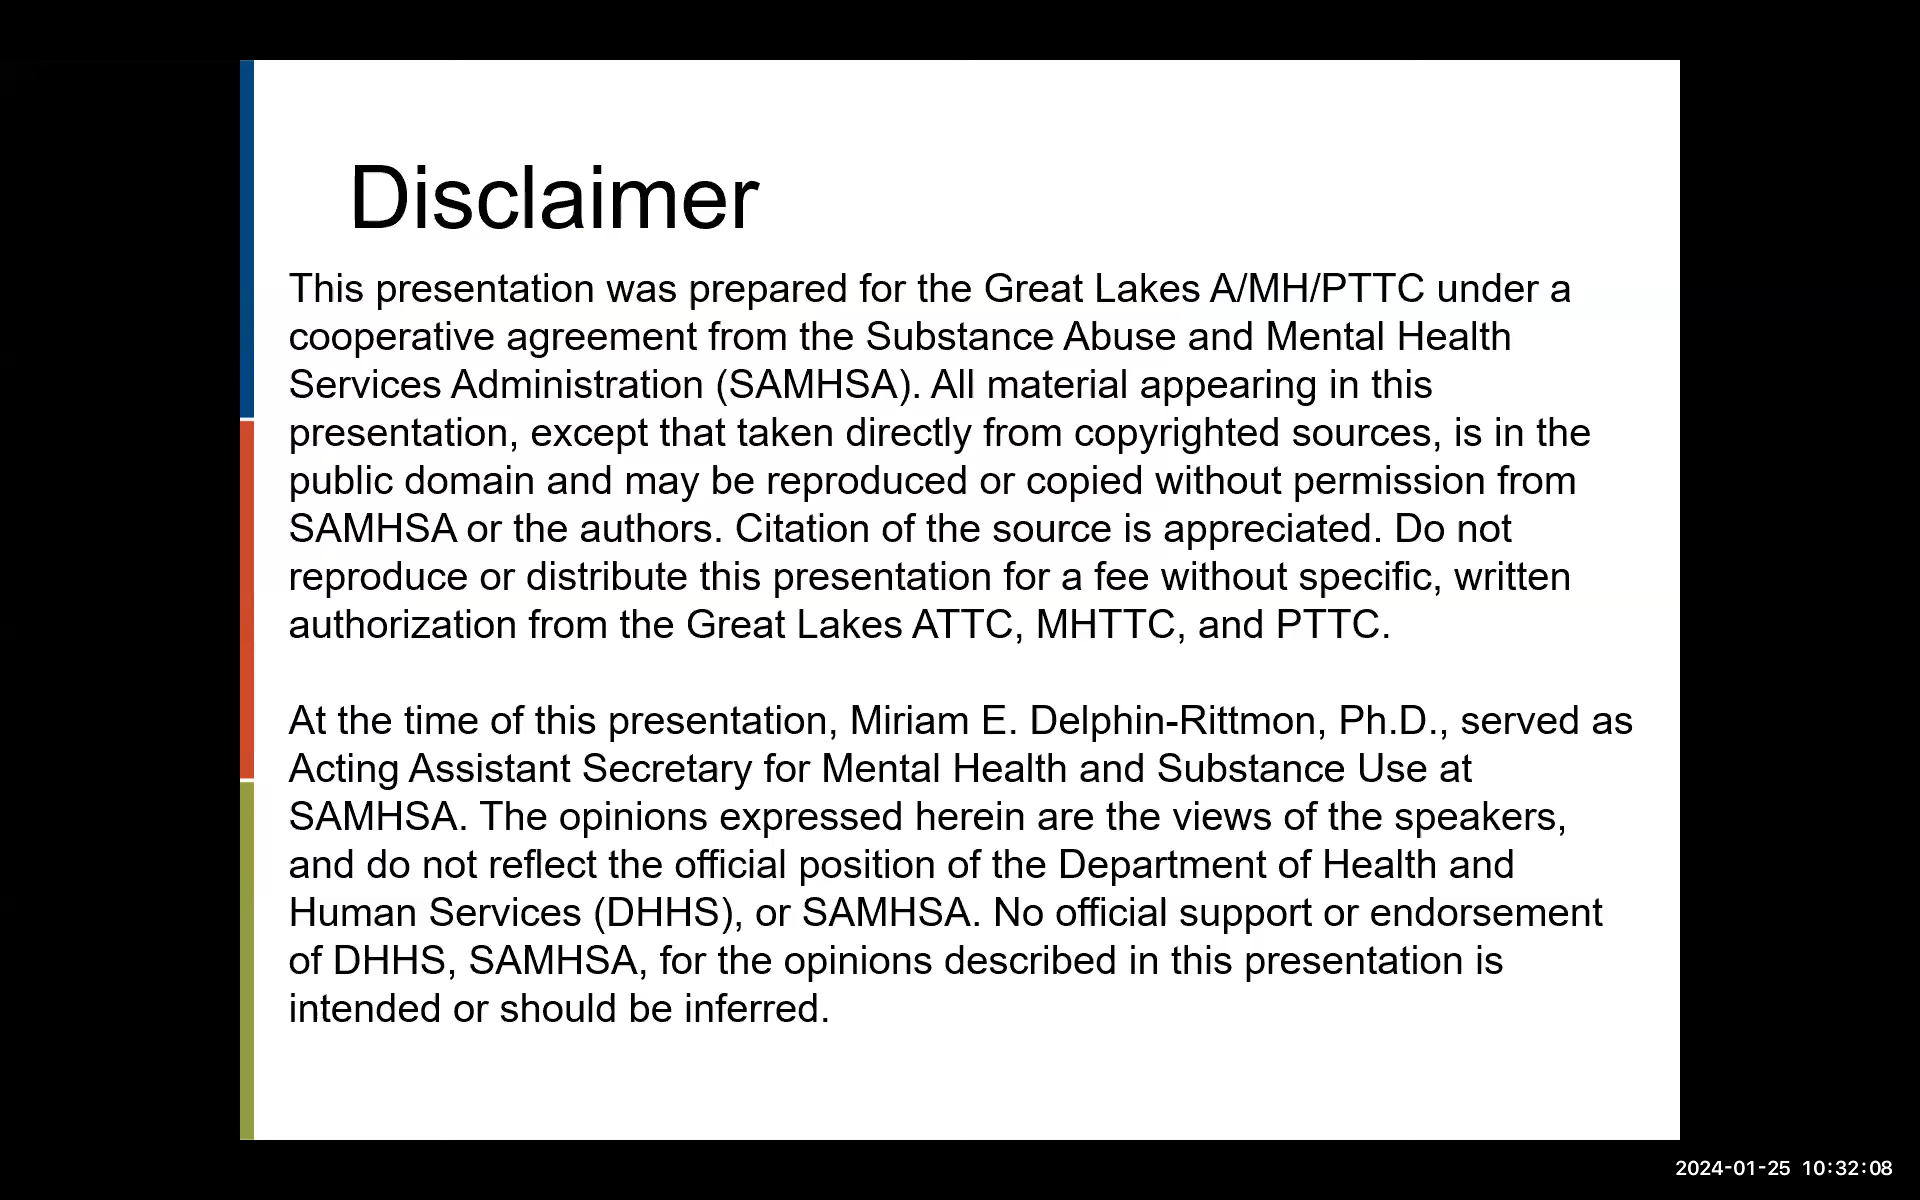 Disclaimer
This presentation was prepared for the Great Lakes A/MH/PTTC under a
cooperative agreement from the Substance Abuse and Mental Health
Services Administration (SAMHSA). All material appearing in this
presentation, except that taken directly from copyrighted sources, is in the
public domain and may be reproduced or copied without permission from
SAMHSA or the authors. Citation of the source is appreciated. Do not
reproduce or distribute this presentation for a fee without specific, written
authorization from the Great Lakes ATTC, MHTTC, and PTTC.
At the time of this presentation, Miriam E. Delphin-Rittmon, Ph.D., served as
Acting Assistant Secretary for Mental Health and Substance Use at
SAMHSA. The opinions expressed herein are the views of the speakers,
and do not reflect the official position of the Department of Health and
Human Services (DHHS), or SAMHSA. No official support or endorsement
of DHHS, SAMHSA, for the opinions described in this presentation is
intended or should be inferred.
2024-01-25 10:32:08